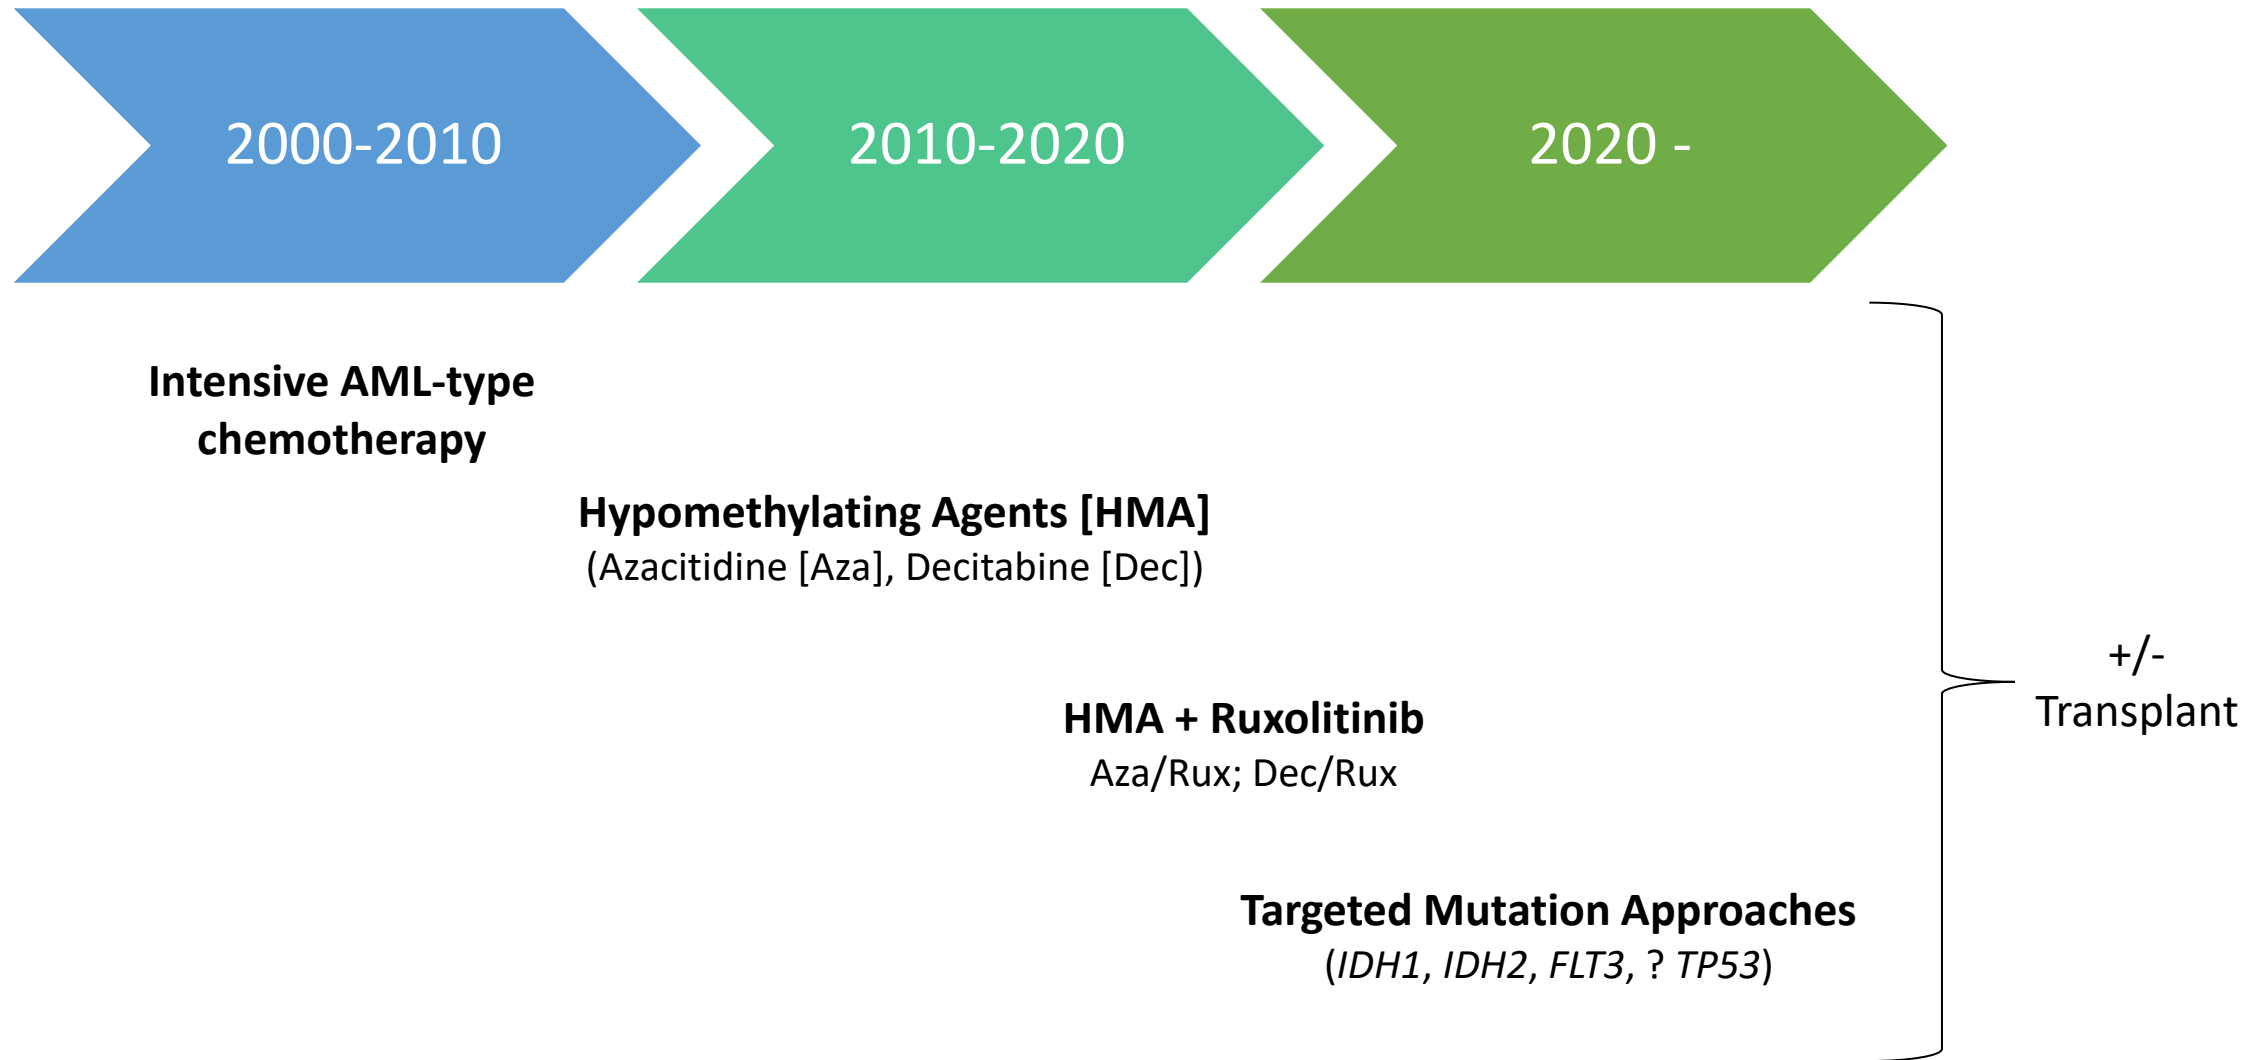 2000-2010
2010-2020
2020 -
Intensive AML-type
chemotherapy
Hypomethylating Agents [HMA]
(Azacitidine [Aza], Decitabine [Dec])
HMA + Ruxolitinib
Aza/Rux; Dec/Rux
Targeted Mutation Approaches
(IDH1, IDH2, FLT3, ? TP53)
+/-
Transplant